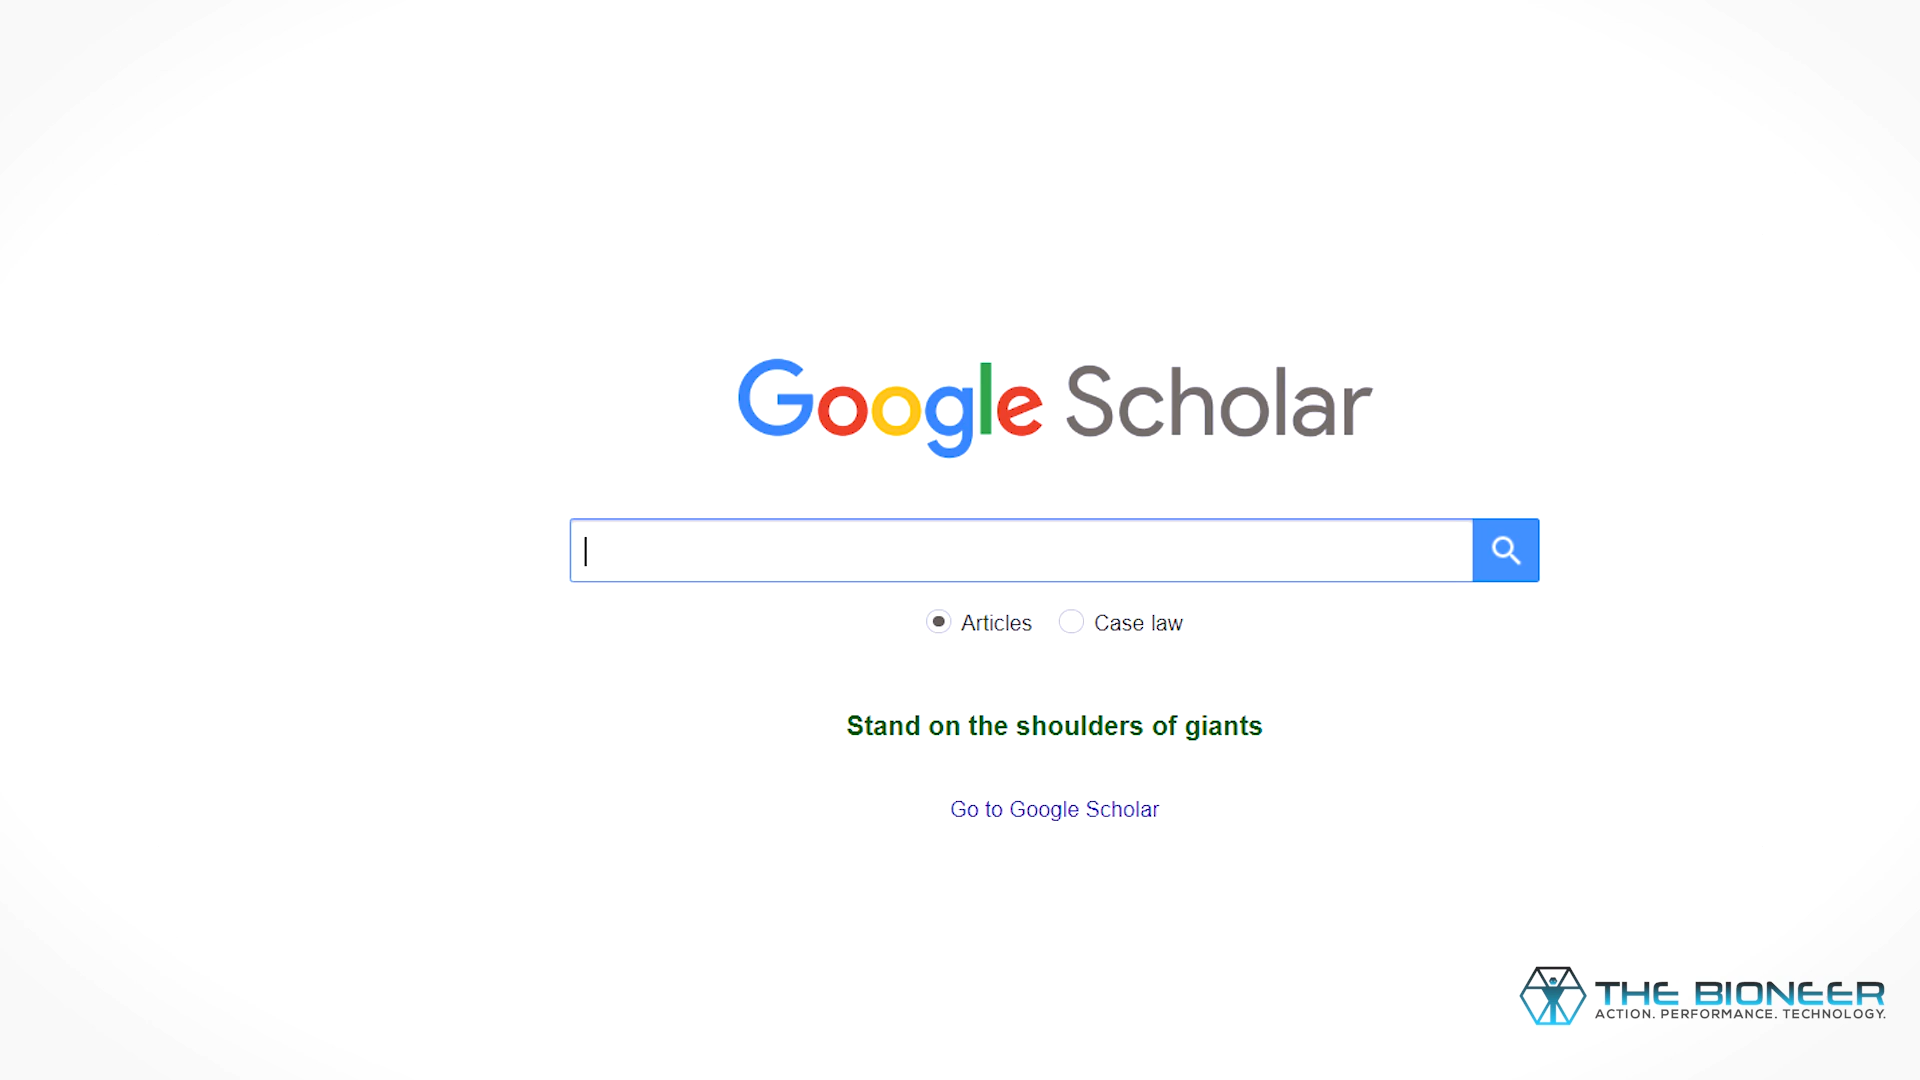 Google Scholar
Articles Case law
Stand on the shoulders of giants
Go to Google Scholar
THE BIONEER
ACTION. PERFORMANCE. TECHNOLOGY.